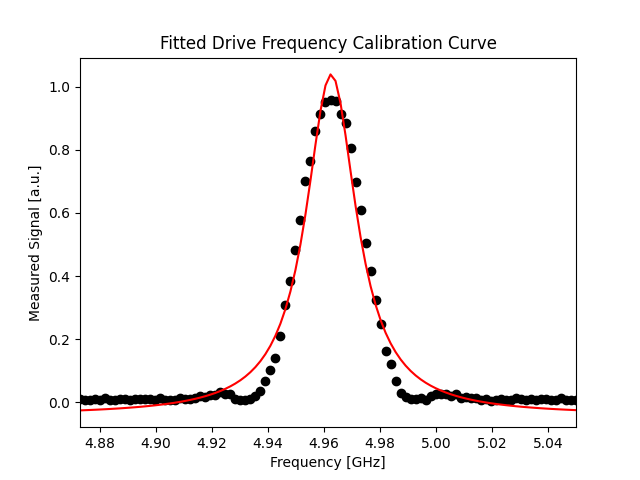 Fitted Drive Frequency Calibration Curve
Measured Signal [a.u.]
1.0
0.8
0.6
0.4
0.2
0.0
4.88 4.90 4.92 4.94 4.96 4.98 5.00 5.02 5.04
Frequency [GHz]